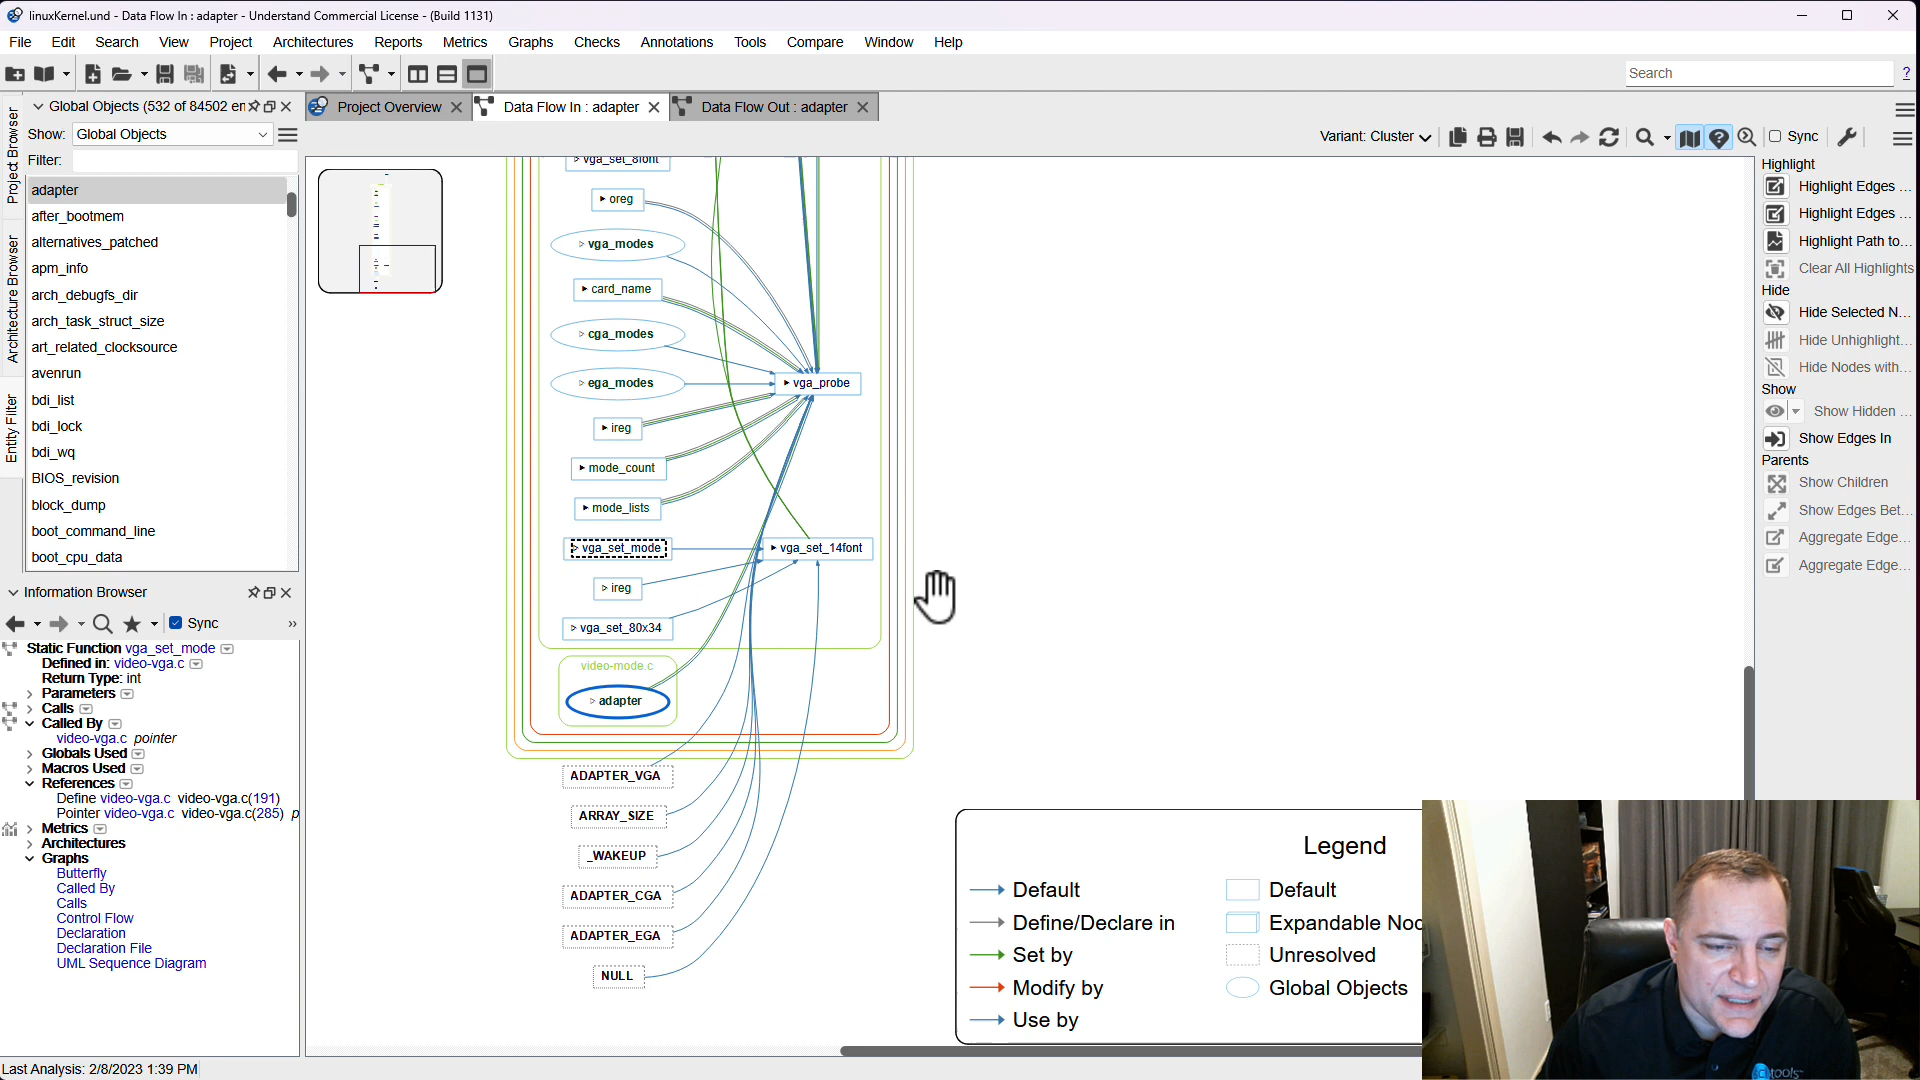 linuxKernel.und - Data Flow In : adapter - Understand Commercial License - (Build 1131)
File Edit Search View Project Architectures Reports Metrics Graphs Checks Annotations Tools Compare Window Help
Search
?
Global Objects (532 of 84502 en
Show: Global Objects
Filter:
adapter
after_bootmem
alternatives_patched
apm_info
arch_debugfs_dir
arch_task_struct_size
art_related_clocksource
avenrun
bdi_list
bdi_lock
bdi_wq
BIOS_revision
block_dump
boot_command_line
boot_cpu_data
Project Browser
Architecture Browser
Entity Filter
Information Browser
Sync
»
Static Function vga_set_mode
Defined in: video-vga.c
Return Type: int
Parameters
Calls
Called By
video-vga.c pointer
Globals Used
Macros Used
References
Define video-vga.c video-vga.c(191)
Pointer video-vga.c video-vga.c(285) p
Metrics
Architectures
Graphs
Butterfly
Called By
Calls
Control Flow
Declaration
Declaration File
UML Sequence Diagram
Last Analysis: 2/8/2023 1:39 PM
Project Overview
Data Flow In : adapter
Data Flow Out : adapter
Variant: Cluster
Sync
vga_set_8font
oreg
vga_modes
card_name
cga_modes
ega_modes
vga_probe
ireg
mode_count
mode_lists
vga_set_mode
vga_set_14font
ireg
vga_set_80x34
video-mode.c
adapter
ADAPTER_VGA
ARRAY_SIZE
_WAKEUP
ADAPTER_CGA
ADAPTER_EGA
NULL
Legend
Default
Define/Declare in
Set by
Modify by
Use by
Default
Expandable Noc
Unresolved
Global Objects
Highlight
Highlight Edges ...
Highlight Edges ...
Highlight Path to...
Clear All Highlights
Hide
Hide Selected N...
Hide Unhighlight...
Hide Nodes with...
Show
Show Hidden ...
Show Edges In
Parents
Show Children
Show Edges Bet...
Aggregate Edge...
Aggregate Edge...
tools